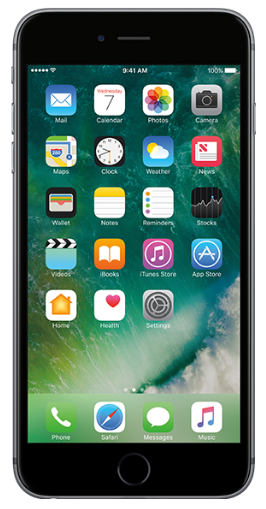 9:41 AM 100%
Wednesday
7
Mail Calendar Photos Camera
Maps Clock Weather News
Wallet Notes Reminders Stocks
Videos iBooks iTunes Store App Store
Home Health Settings
Phone Safari Messages Music